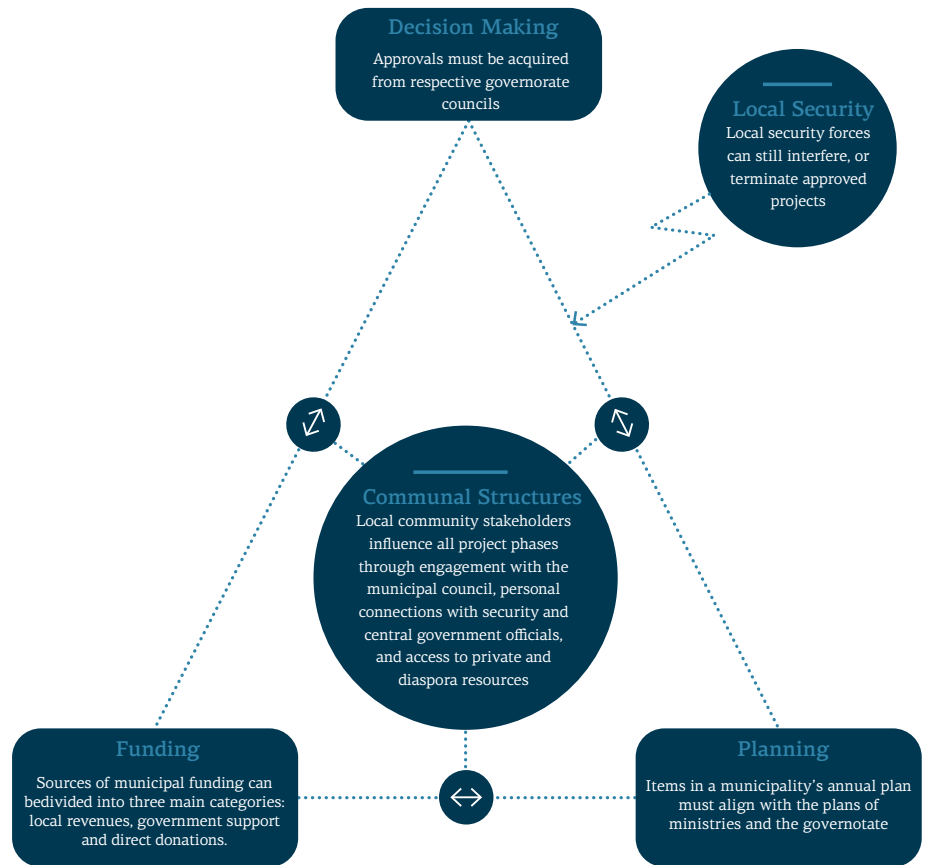 Decision Making
Approvals must be acquired
from respective governorate
councils
Local Security
Local security forces
can still interfere, or
terminate approved
projects
Communal Structures
Local community stakeholders
influence all project phases
through engagement with the
municipal council, personal
connections with security and
central government officials,
and access to private and
diaspora resources
Funding
Sources of municipal funding can
bedivided into three main categories:
local revenues, government support
and direct donations.
Planning
Items in a municipality’s annual plan
must align with the plans of
ministries and the governotate